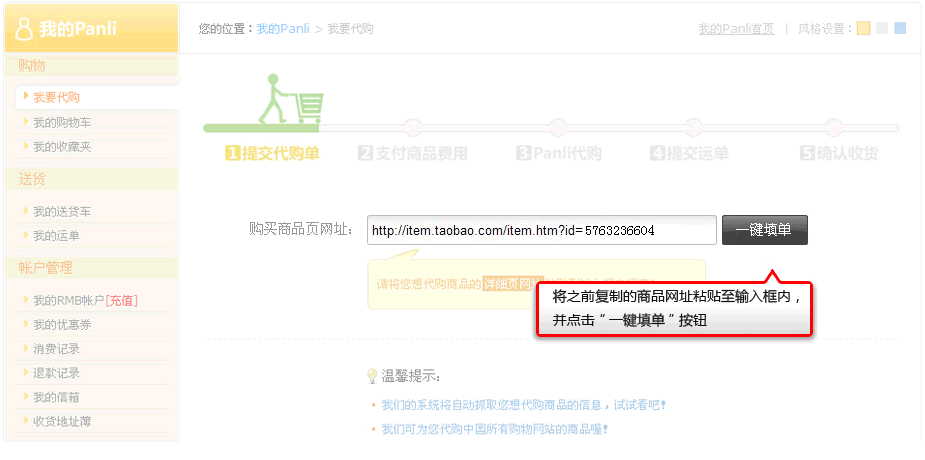 我的Panli
您的位置：我的Panli > 我要代购
我的Panli首页 | 风格设置：
购物
我要代购
我的购物车
我的收藏夹
送货
我的送货车
我的运单
帐户管理
我的RMB帐户[充值]
我的优惠券
消费记录
退款记录
我的信箱
收货地址薄
1提交代购单 2支付商品费用 3Panli代购 4提交运单 5确认收货
购买商品页网址： http://item.taobao.com/item.htm?id=5763236604 一键填单
请将您想代购商品的 详细页网
将之前复制的商品网址粘贴至输入框内，
并点击“一键填单”按钮
温馨提示：
我们的系统将自动抓取您想代购商品的信息，试试看吧！
我们可为您代购中国所有购物网站的商品喔！